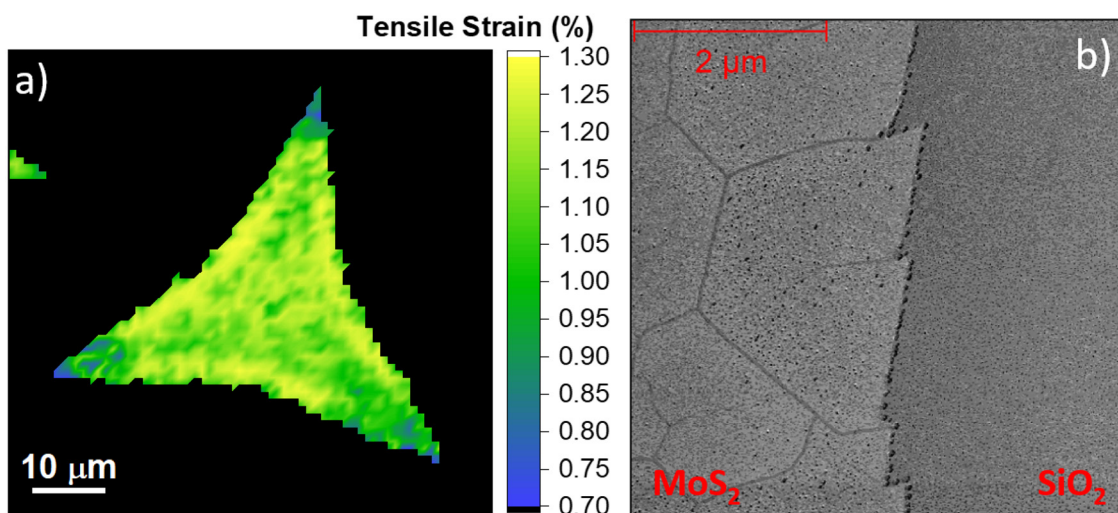 Tensile Strain (%)
a)
1.30
1.25
1.20
1.15
1.10
1.05
1.00
0.95
0.90
0.85
0.80
0.75
0.70
10 μm
b)
2 μm
MoS₂
SiO₂